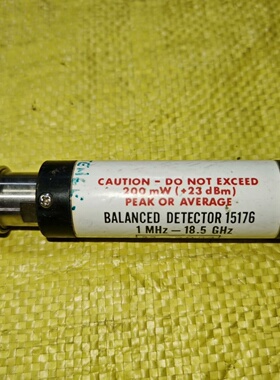 CAUTION - DO NOT EXCEED
200 mW (+23 dBm)
PEAK OR AVERAGE
BALANCED DETECTOR 15176
1 MHz - 18.5 GHz